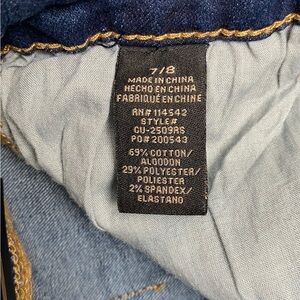 7/8
MADE IN CHINA
HECHO EN CHINA
FABRIQUÉ EN CHINE
RN# 114542
STYLE#
CU-2509RS
PO# 200543
69% COTTON/
ALGODON
29% POLYESTER/
POLIESTER
2% SPANDEX/
ELASTANO